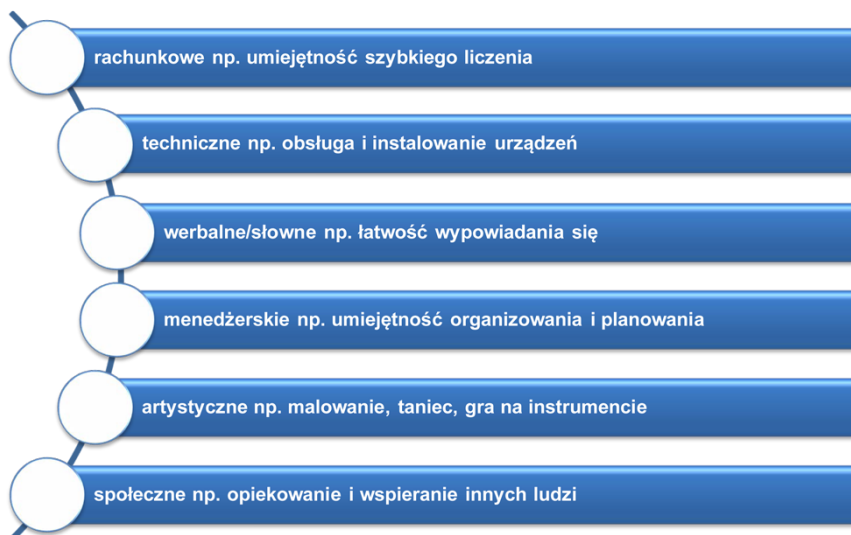 rachunkowe np. umiejętność szybkiego liczenia
techniczne np. obsługa i instalowanie urządzeń
werbalne/słowne np. łatwość wypowiadania się
menedżerskie np. umiejętność organizowania i planowania
artystyczne np. malowanie, taniec, gra na instrumencie
społeczne np. opiekowanie i wspieranie innych ludzi